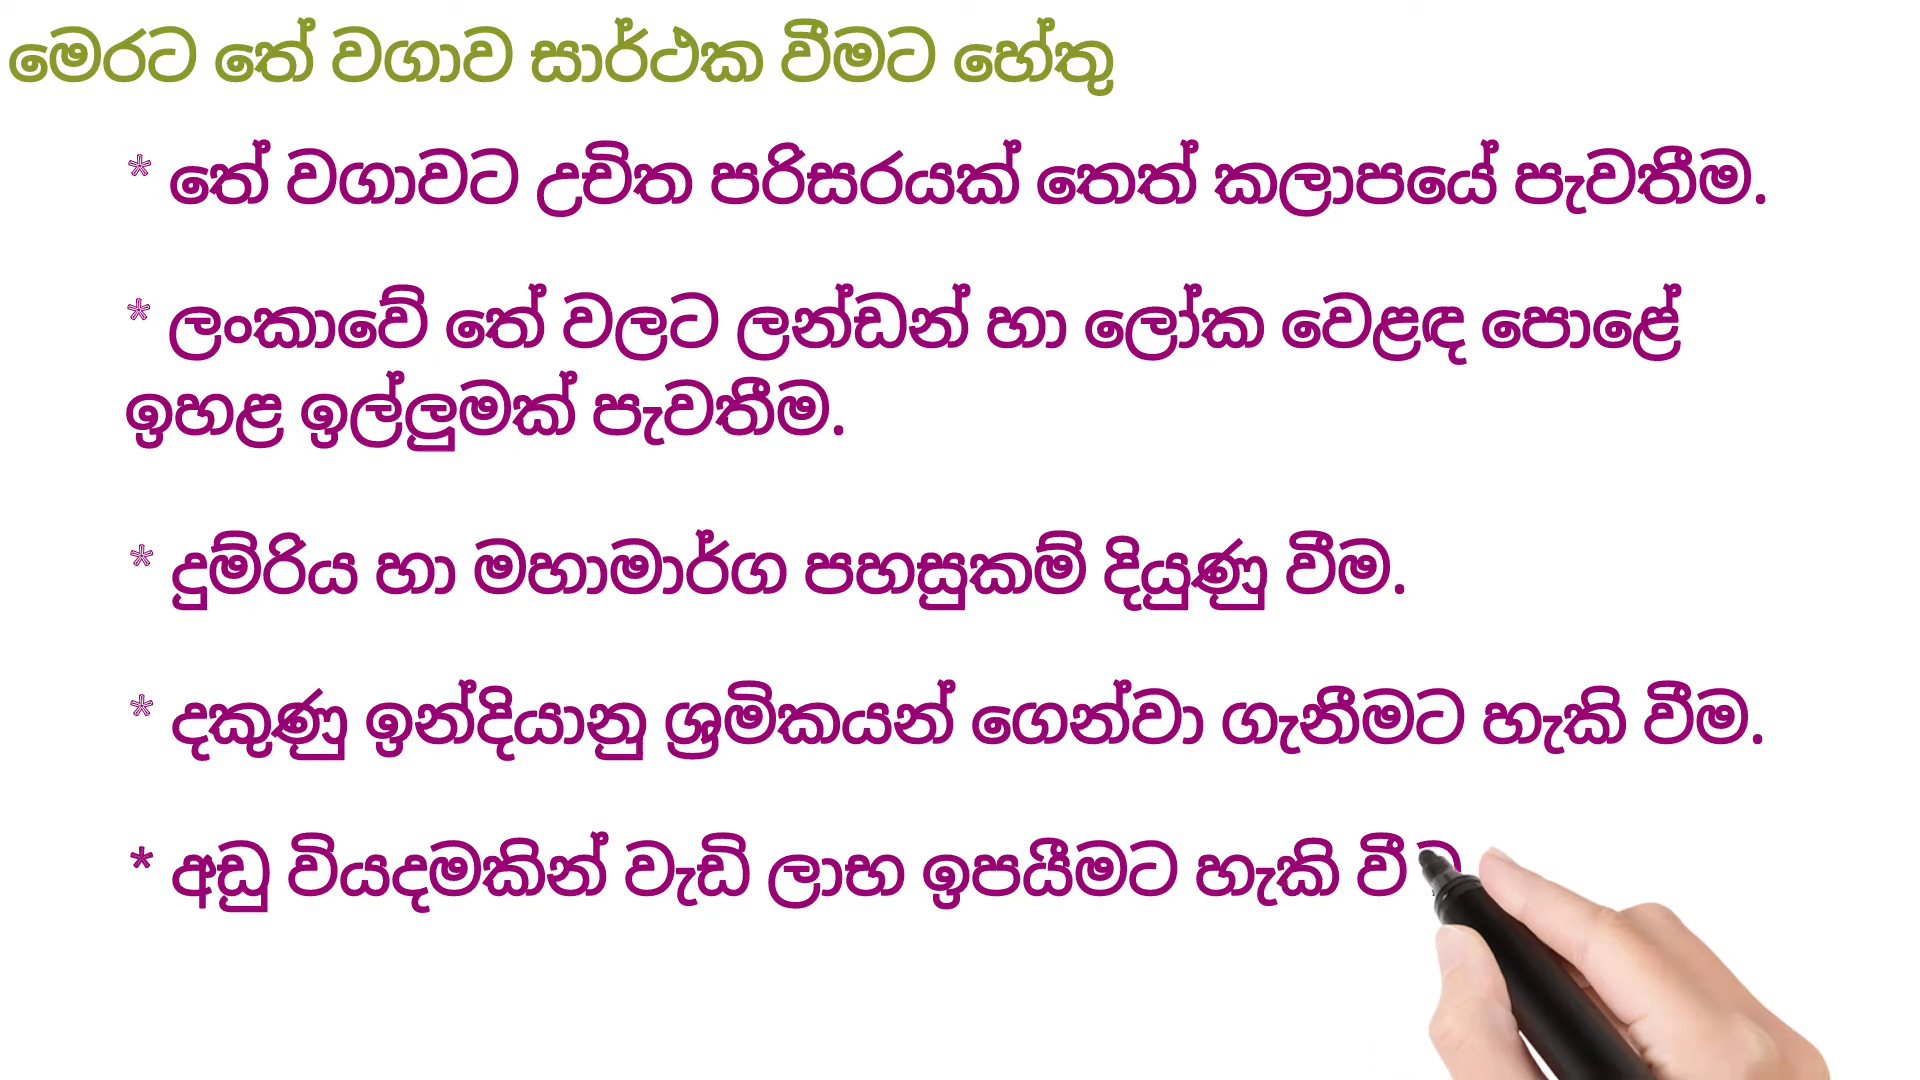 මෙරට තේ වගාව සාර්ථක වීමට හේතු
* තේ වගාවට උචිත පරිසරයක් තෙත් කලාපයේ පැවතීම.
* ලංකාවේ තේ වලට ලන්ඩන් හා ලෝක වෙළඳ පොළේ
ඉහළ ඉල්ලුමක් පැවතීම.
* දුම්රිය හා මහාමාර්ග පහසුකම් දියුණු වීම.
* දකුණු ඉන්දියානු ශ්‍රමිකයන් ගෙන්වා ගැනීමට හැකි වීම.
* අඩු වියදමකින් වැඩි ලාභ ඉපයීමට හැකි